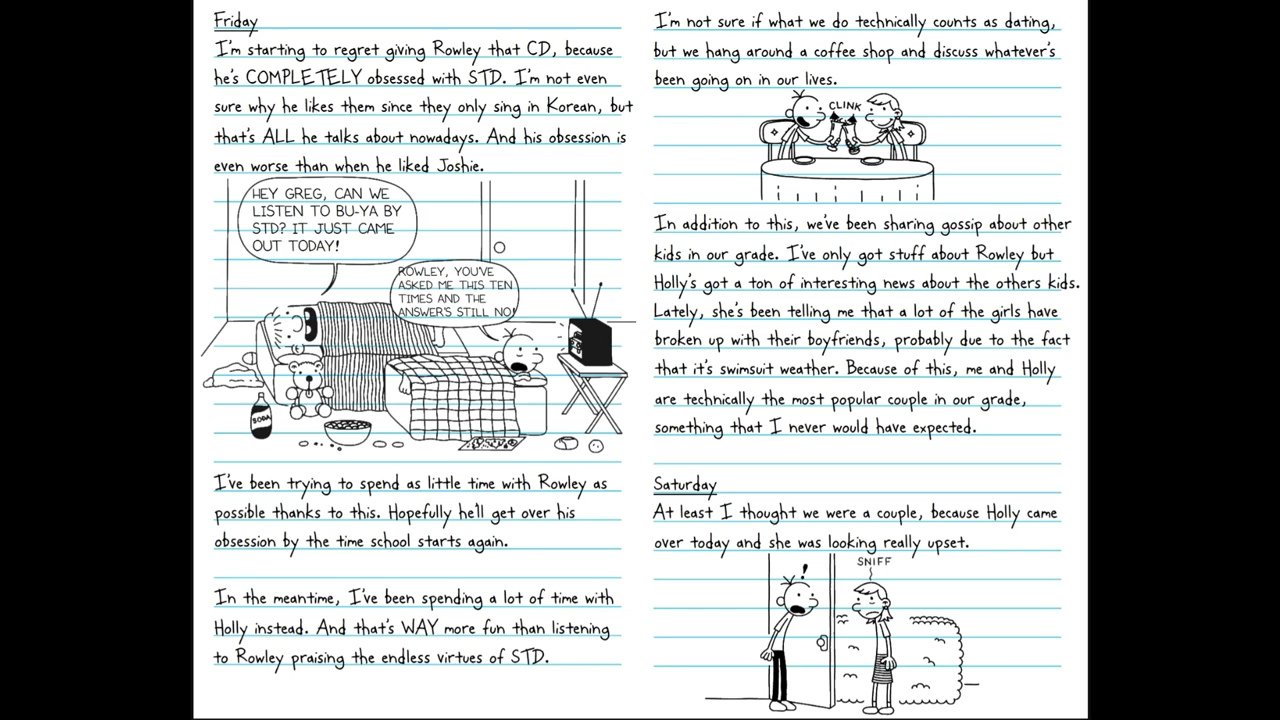 Friday
I'm starting to regret giving Rowley that CD, because
he's COMPLETELY obsessed with STD. I'm not even
sure why he likes them since they only sing in Korean, but
that's ALL he talks about nowadays. And his obsession is
even worse than when he liked Joshie.
HEY GREG, CAN WE
LISTEN TO BU-YA BY
STD? IT JUST CAME
OUT TODAY!
ROWLEY, YOU'VE
ASKED ME THIS TEN
TIMES AND THE
ANSWER'S STILL NO!
SODA
I've been trying to spend as little time with Rowley as
possible thanks to this. Hopefully he'll get over his
obsession by the time school starts again.
In the meantime, I've been spending a lot of time with
Holly instead. And that's WAY more fun than listening
to Rowley praising the endless virtues of STD.
I'm not sure if what we do technically counts as dating,
but we hang around a coffee shop and discuss whatever's
been going on in our lives.
CLINK
In addition to this, we've been sharing gossip about other
kids in our grade. I've only got stuff about Rowley but
Holly's got a ton of interesting news about the others kids.
Lately, she's been telling me that a lot of the girls have
broken up with their boyfriends, probably due to the fact
that it's swimsuit weather. Because of this, me and Holly
are technically the most popular couple in our grade,
something that I never would have expected.
Saturday
At least I thought we were a couple, because Holly came
over today and she was looking really upset.
!
SNIFF